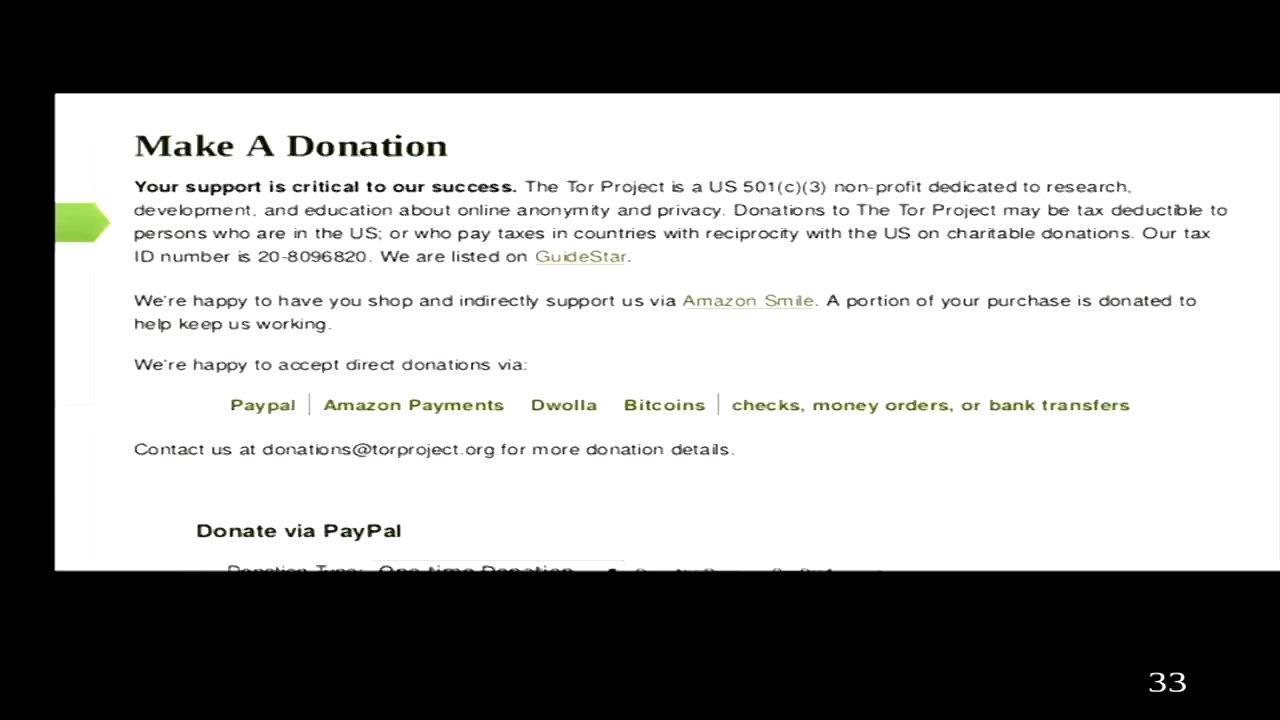 Make A Donation
Your support is critical to our success. The Tor Project is a US 501(c)(3) non-profit dedicated to research,
development, and education about online anonymity and privacy. Donations to The Tor Project may be tax deductible to
persons who are in the US; or who pay taxes in countries with reciprocity with the US on charitable donations. Our tax
ID number is 20-8096820. We are listed on GuideStar.
We're happy to have you shop and indirectly support us via Amazon Smile. A portion of your purchase is donated to
help keep us working.
We're happy to accept direct donations via:
Paypal | Amazon Payments Dwolla Bitcoins | checks, money orders, or bank transfers
Contact us at donations@torproject.org for more donation details.
Donate via PayPal
Donation Type: One-time Donation
33